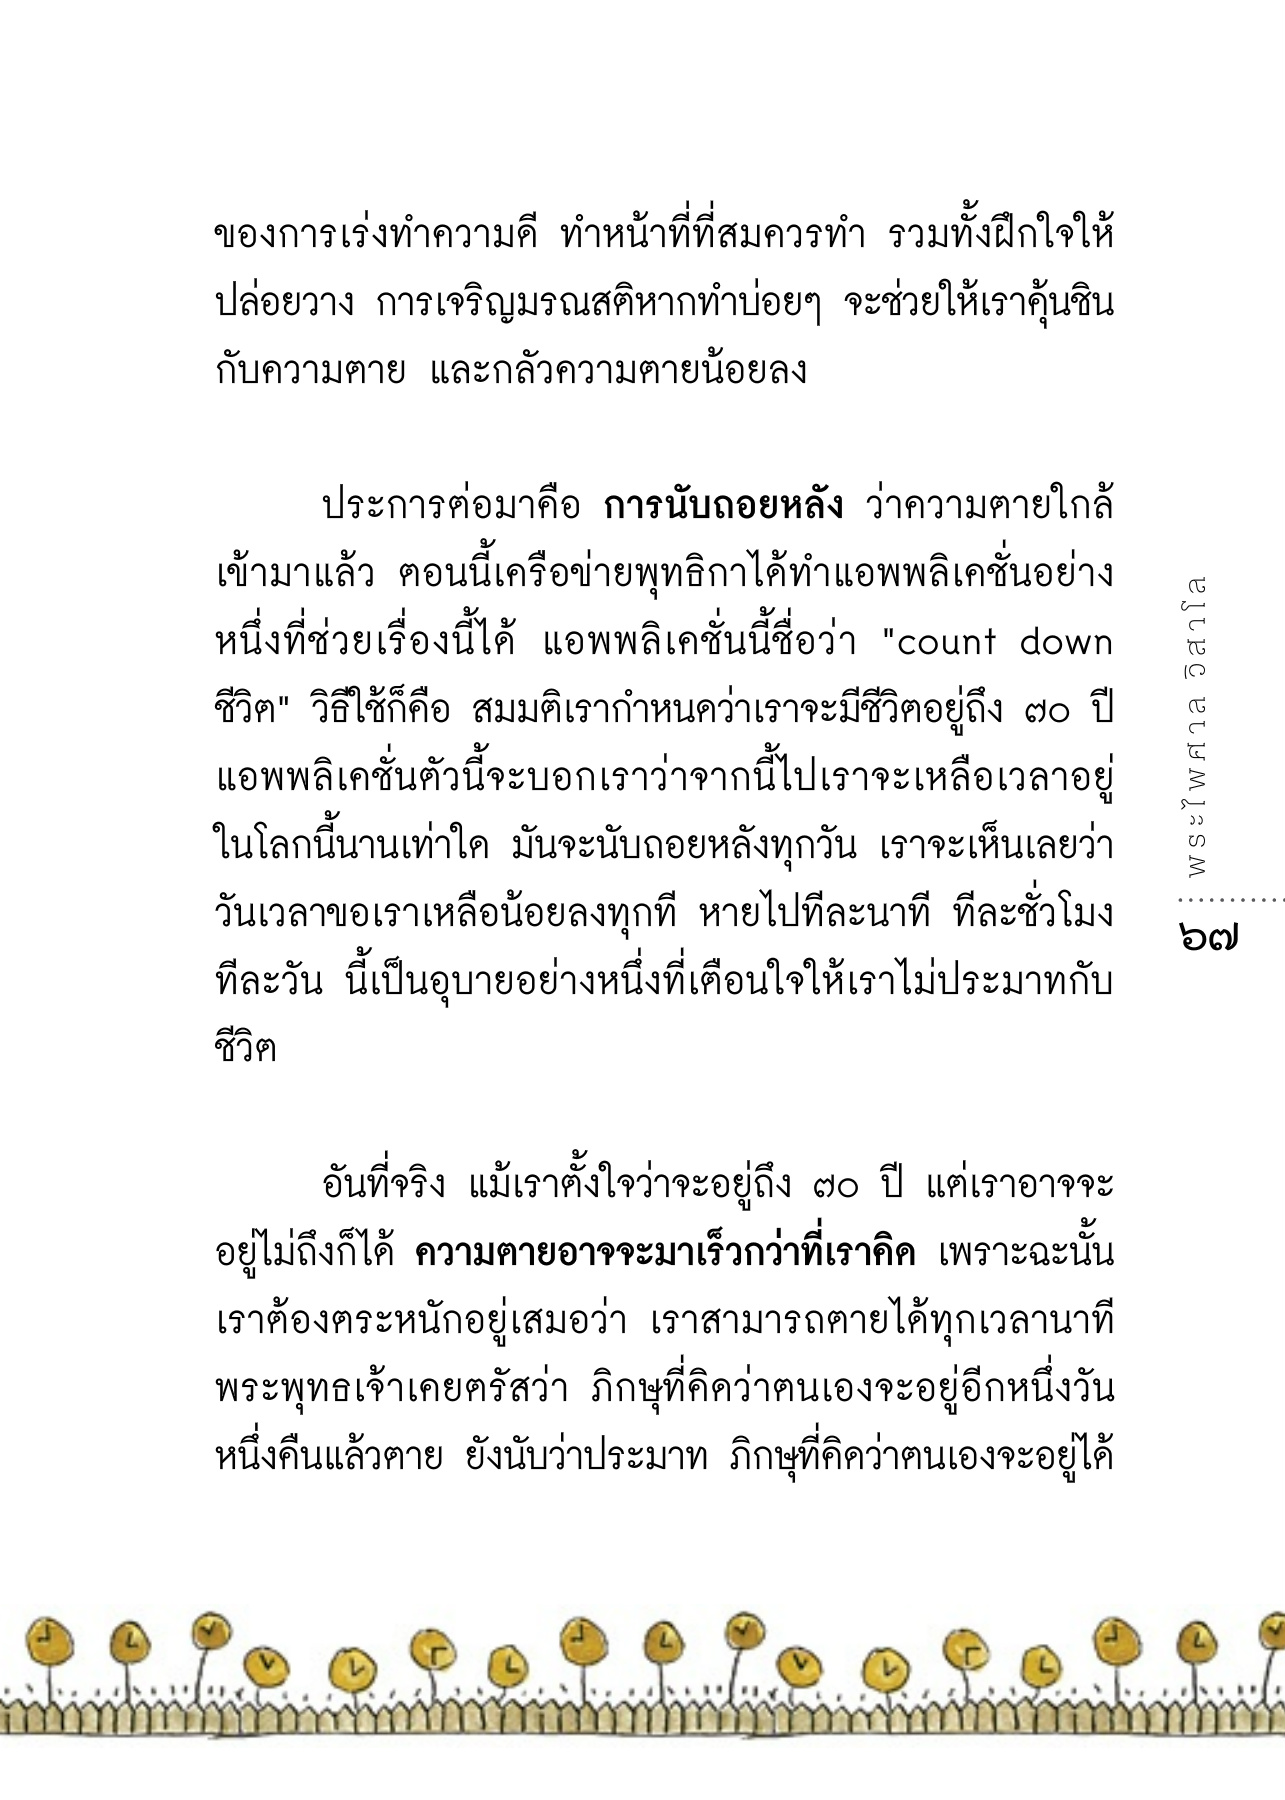 ของการเร่งทำความดี ทำหน้าที่ที่สมควรทำ รวมทั้งฝึกใจให้
ปล่อยวาง การเจริญมรณสติหากทำบ่อยๆ จะช่วยให้เราคุ้นชิน
กับความตาย และกลัวความตายน้อยลง
ประการต่อมาคือ การนับถอยหลัง ว่าความตายใกล้
เข้ามาแล้ว ตอนนี้เครือข่ายพุทธิกาได้ทำแอพพลิเคชั่นอย่าง
หนึ่งที่ช่วยเรื่องนี้ได้ แอพพลิเคชั่นนี้ชื่อว่า "count down
ชีวิต" วิธีใช้ก็คือ สมมติเรากำหนดว่าเราจะมีชีวิตอยู่ถึง ๗๐ ปี
แอพพลิเคชั่นตัวนี้จะบอกเราว่าจากนี้ไปเราจะเหลือเวลาอยู่
ในโลกนี้นานเท่าใด มันจะนับถอยหลังทุกวัน เราจะเห็นเลยว่า
วันเวลาขอเราเหลือน้อยลงทุกที หายไปทีละนาที ทีละชั่วโมง
ทีละวัน นี้เป็นอุบายอย่างหนึ่งที่เตือนใจให้เราไม่ประมาทกับ
ชีวิต
อันที่จริง แม้เราตั้งใจว่าจะอยู่ถึง ๗๐ ปี แต่เราอาจจะ
อยู่ไม่ถึงก็ได้ ความตายอาจจะมาเร็วกว่าที่เราคิด เพราะฉะนั้น
เราต้องตระหนักอยู่เสมอว่า เราสามารถตายได้ทุกเวลานาที
พระพุทธเจ้าเคยตรัสว่า ภิกษุที่คิดว่าตนเองจะอยู่อีกหนึ่งวัน
หนึ่งคืนแล้วตาย ยังนับว่าประมาท ภิกษุที่คิดว่าตนเองจะอยู่ได้
พระไพศาล วิสาโล
๖๗